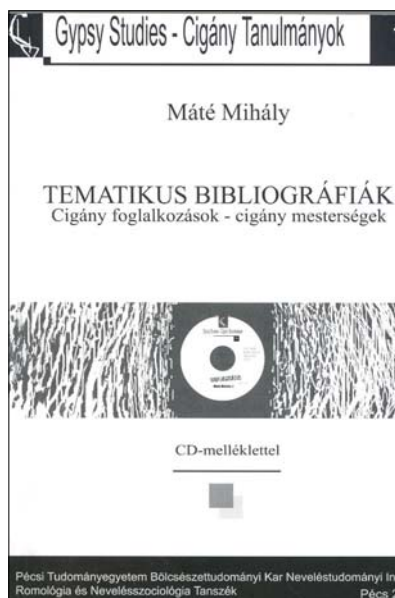 Gypsy Studies - Cigány Tanulmányok
Máté Mihály
TEMATIKUS BIBLIOGRÁFIÁK
Cigány foglalkozások - cigány mesterségek
CD-melléklettel
Pécsi Tudományegyetem Bölcsészettudományi Kar Neveléstudományi In
Romológia és Nevelésszociológia Tanszék
Pécs 2